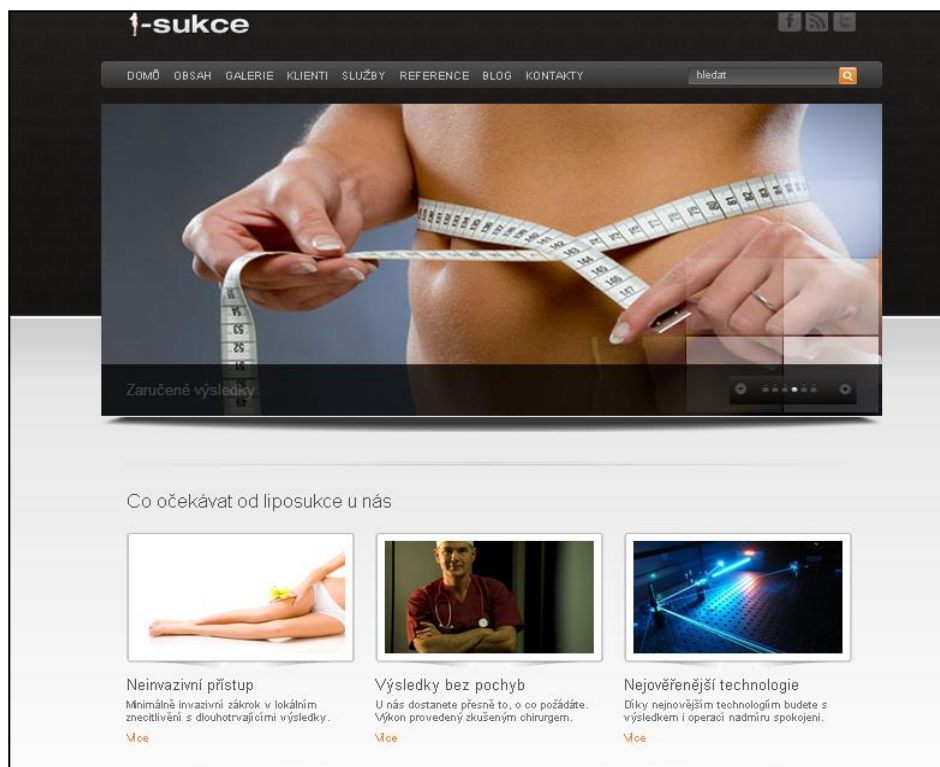 -sukce
DOMŮ OBSAH GALERIE KLIENTI SLUŽBY REFERENCE BLOG KONTAKTY
hledat
Zaručené výsledky
Co očekávat od liposukce u nás
Neinvazivní přístup
Minimálně invazivní zákrok v lokálním
znecitlivění s dlouhotrvajícími výsledky.
Více
Výsledky bez pochyb
U nás dostanete přesně to, o co požádáte.
Výkon provedený zkušeným chirurgem.
Více
Nejověřenější technologie
Díky nejnovějším technologiím budete s
výsledkem i operací nadmíru spokojeni.
Více